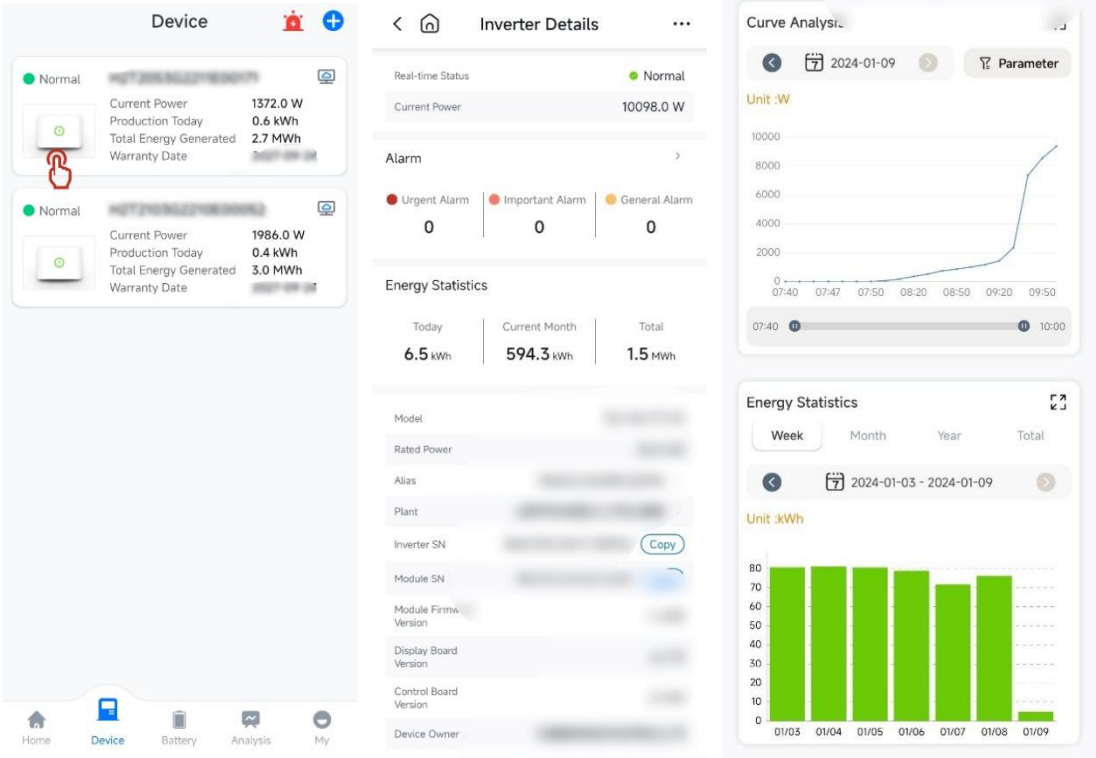 Device
Normal
Current Power 1372.0 W
Production Today 0.6 kWh
Total Energy Generated 2.7 MWh
Warranty Date
Normal
Current Power 1986.0 W
Production Today 0.4 kWh
Total Energy Generated 3.0 MWh
Warranty Date
Home Device Battery Analysis My
Inverter Details
Real-time Status Normal
Current Power 10098.0 W
Alarm
Urgent Alarm Important Alarm General Alarm
0 0 0
Energy Statistics
Today Current Month Total
6.5 kWh 594.3 kWh 1.5 MWh
Model
Rated Power
Alias
Plant
Inverter SN Copy
Module SN
Module Firmw
Version
Display Board
Version
Control Board
Version
Device Owner
Curve Analysis
7 2024-01-09 Parameter
Unit :W
10000
8000
6000
4000
2000
0
07:40 07:47 07:50 08:20 08:50 09:20 09:50
07:40 10:00
Energy Statistics
Week Month Year Total
7 2024-01-03 - 2024-01-09
Unit :kWh
80
70
60
50
40
30
20
10
0
01/03 01/04 01/05 01/06 01/07 01/08 01/09